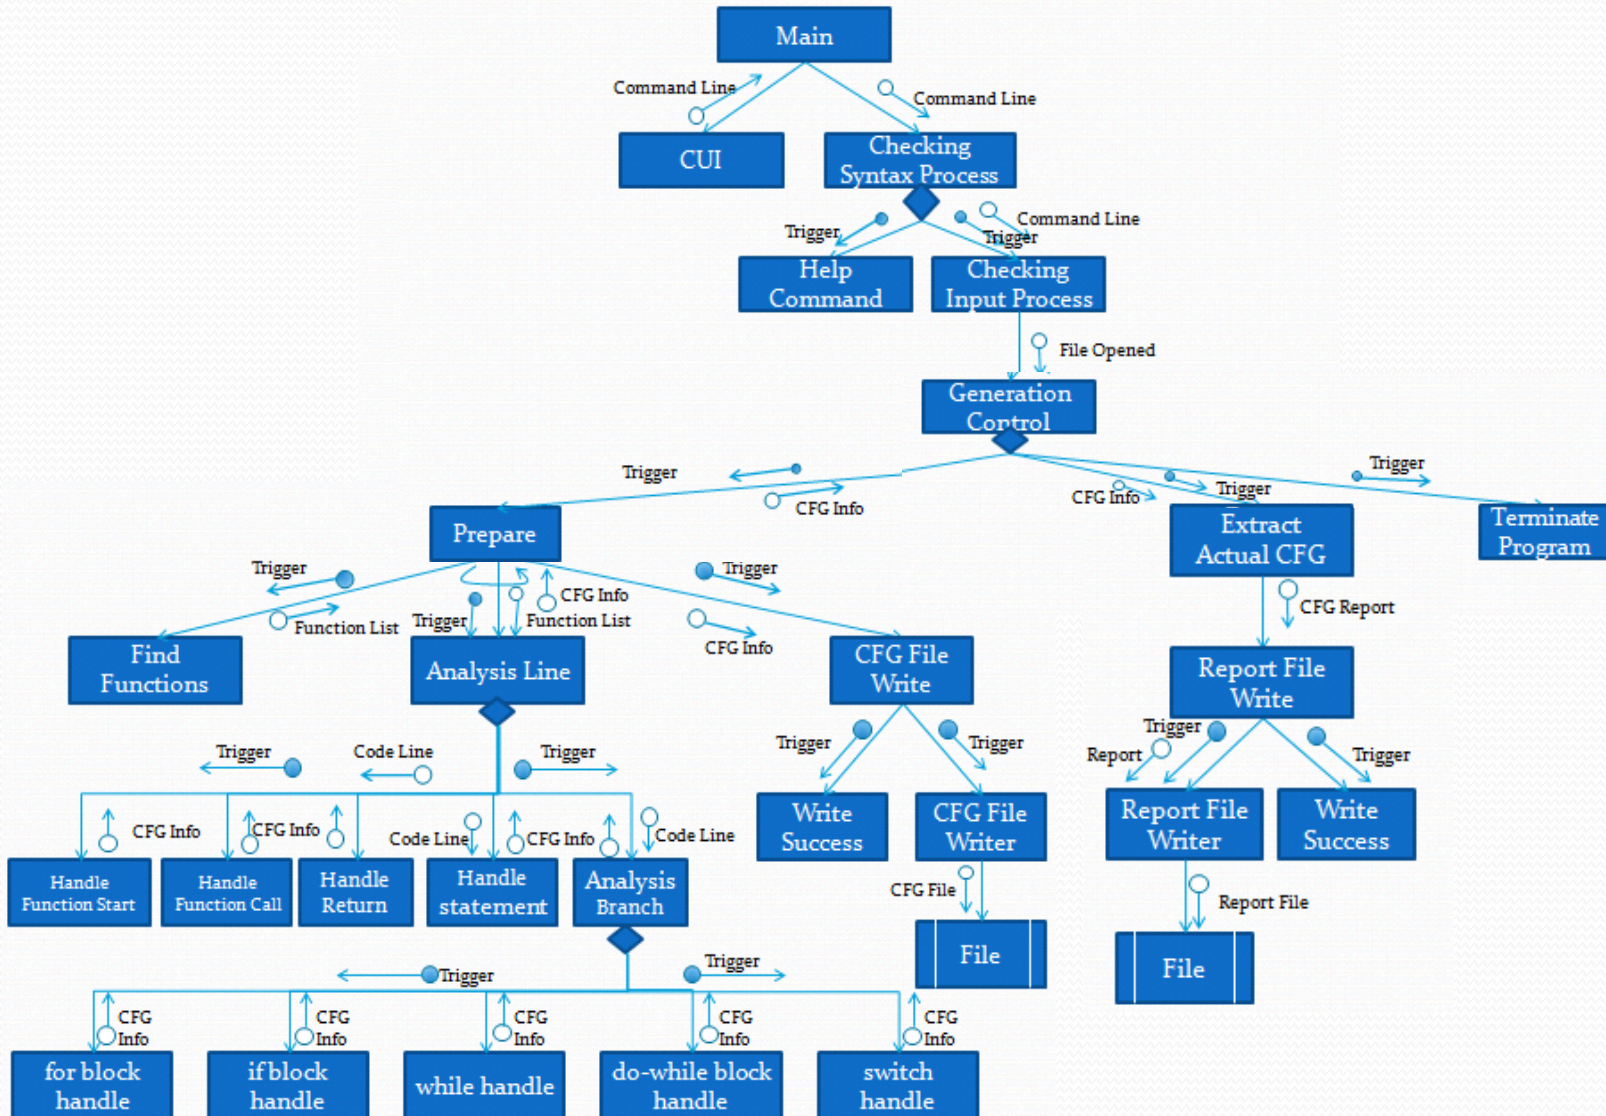 Main
Command Line
Command Line
CUI
Checking
Syntax Process
Command Line
Trigger
Trigger
Help
Command
Checking
Input Process
File Opened
Generation
Control
Trigger
CFG Info
CFG Info
Trigger
Trigger
Prepare
Extract
Actual CFG
Terminate
Program
Trigger
Function List
Trigger
CFG Info
Function List
Trigger
CFG Info
CFG Report
Find
Functions
Analysis Line
CFG File
Write
Report File
Write
Trigger
Code Line
Trigger
Trigger
Trigger
Trigger
Report
Trigger
CFG Info
CFG Info
Code Line
CFG Info
Code Line
Write
Success
CFG File
Writer
Report File
Writer
Write
Success
Handle
Function Start
Handle
Function Call
Handle
Return
Handle
statement
Analysis
Branch
CFG File
Report File
File
File
Trigger
Trigger
CFG
Info
CFG
Info
CFG
Info
CFG
Info
CFG
Info
for block
handle
if block
handle
while handle
do-while block
handle
switch
handle